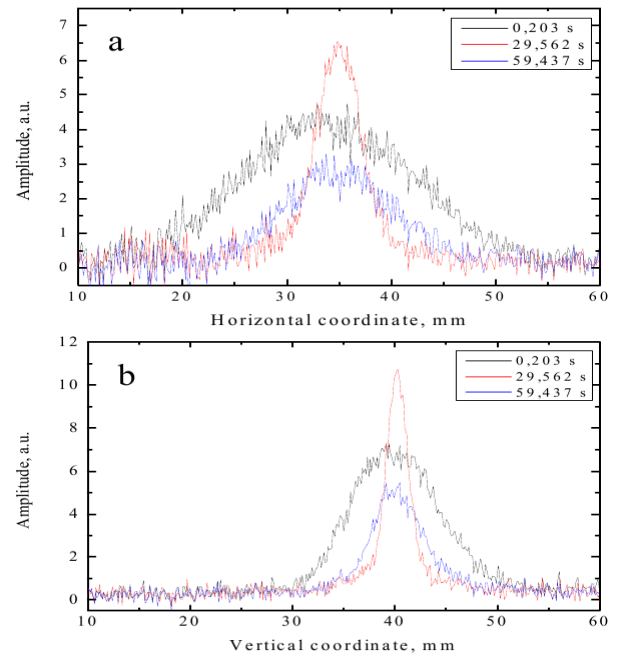 a
0,203 s
29,562 s
59,437 s
Amplitude, a.u.
7
6
5
4
3
2
1
0
10 20 30 40 50 60
Horizontal coordinate, mm
b
0,203 s
29,562 s
59,437 s
Amplitude, a.u.
12
10
8
6
4
2
0
10 20 30 40 50 60
Vertical coordinate, mm